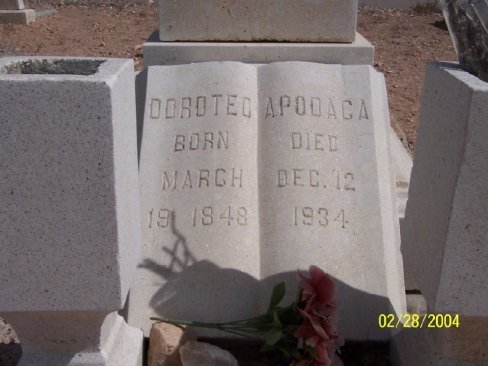 DOROTEO APODACA
BORN DIED
MARCH DEC. 12
19 1848 1934
02/28/2004